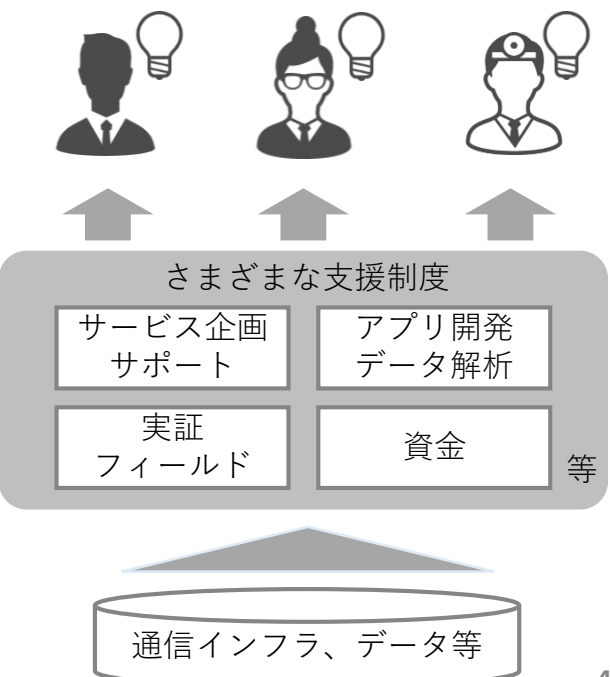 さまざまな支援制度
サービス企画
サポート
アプリ開発
データ解析
実証
フィールド
資金
等
通信インフラ、データ等